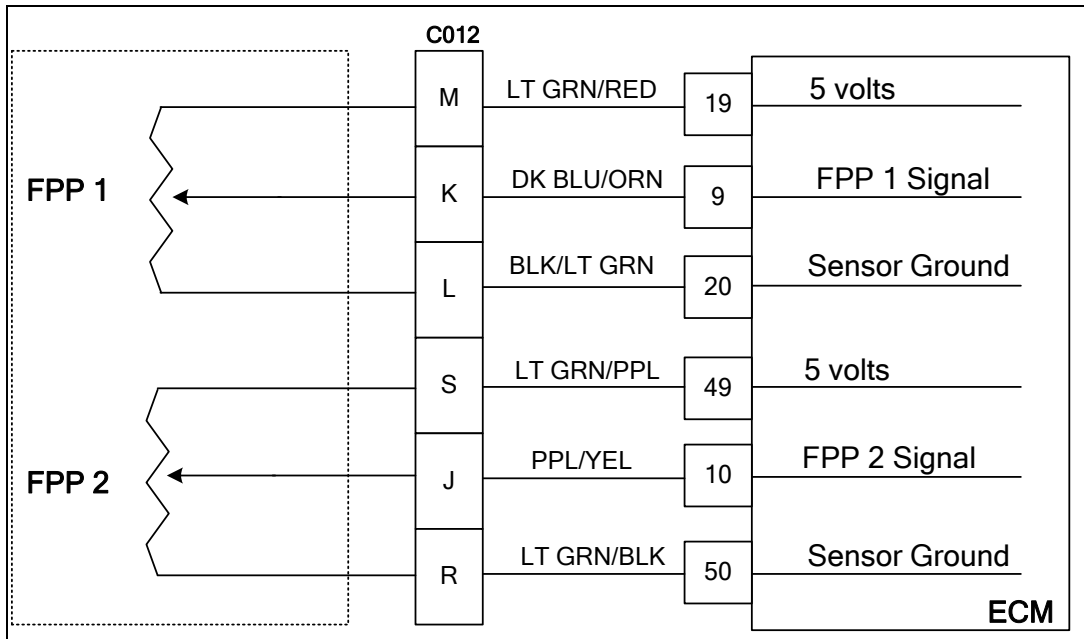 C012
M
LT GRN/RED
19
5 volts
FPP 1
K
DK BLU/ORN
9
FPP 1 Signal
L
BLK/LT GRN
20
Sensor Ground
S
LT GRN/PPL
49
5 volts
FPP 2
J
PPL/YEL
10
FPP 2 Signal
R
LT GRN/BLK
50
Sensor Ground
ECM